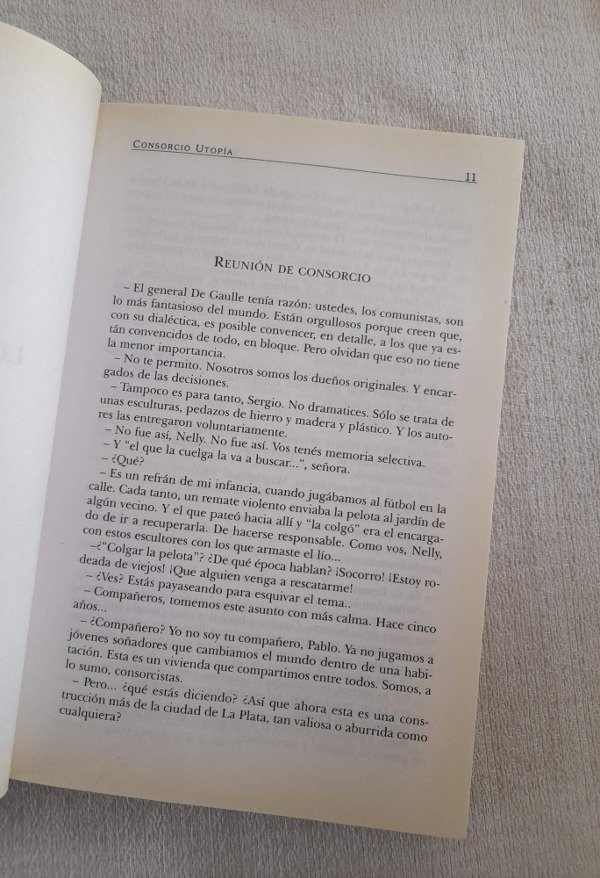 Consorcio Utopía
11
Reunión de consorcio
– El general De Gaulle tenía razón: ustedes, los comunistas, son
lo más fantasioso del mundo. Están orgullosos porque creen que,
con su dialéctica, es posible convencer, en detalle, a los que ya es-
tán convencidos de todo, en bloque. Pero olvidan que eso no tiene
la menor importancia.
– No te permito. Nosotros somos los dueños originales. Y encar-
gados de las decisiones.
– Tampoco es para tanto, Sergio. No dramatices. Sólo se trata de
unas esculturas, pedazos de hierro y madera y plástico. Y los auto-
res las entregaron voluntariamente.
– No fue así, Nelly. No fue así. Vos tenés memoria selectiva.
– Y “el que la cuelga la va a buscar...”, señora.
– ¿Qué?
– Es un refrán de mi infancia, cuando jugábamos al fútbol en la
calle. Cada tanto, un remate violento enviaba la pelota al jardín de
algún vecino. Y el que pateó hacia allí y “la colgó” era el encarga-
do de ir a recuperarla. De hacerse responsable. Como vos, Nelly,
con estos escultores con los que armaste el lío...
–¿“Colgar la pelota”? ¿De qué época hablan? ¡Socorro! ¡Estoy ro-
deada de viejos! ¡Que alguien venga a rescatarme!
– ¿Ves? Estás payaseando para esquivar el tema..
– Compañeros, tomemos este asunto con más calma. Hace cinco
años...
– ¿Compañero? Yo no soy tu compañero, Pablo. Ya no jugamos a
jóvenes soñadores que cambiamos el mundo dentro de una habi-
tación. Esta es un vivienda que compartimos entre todos. Somos, a
lo sumo, consorcistas.
– Pero... ¿qué estás diciendo? ¿Así que ahora esta es una cons-
trucción más de la ciudad de La Plata, tan valiosa o aburrida como
cualquiera?